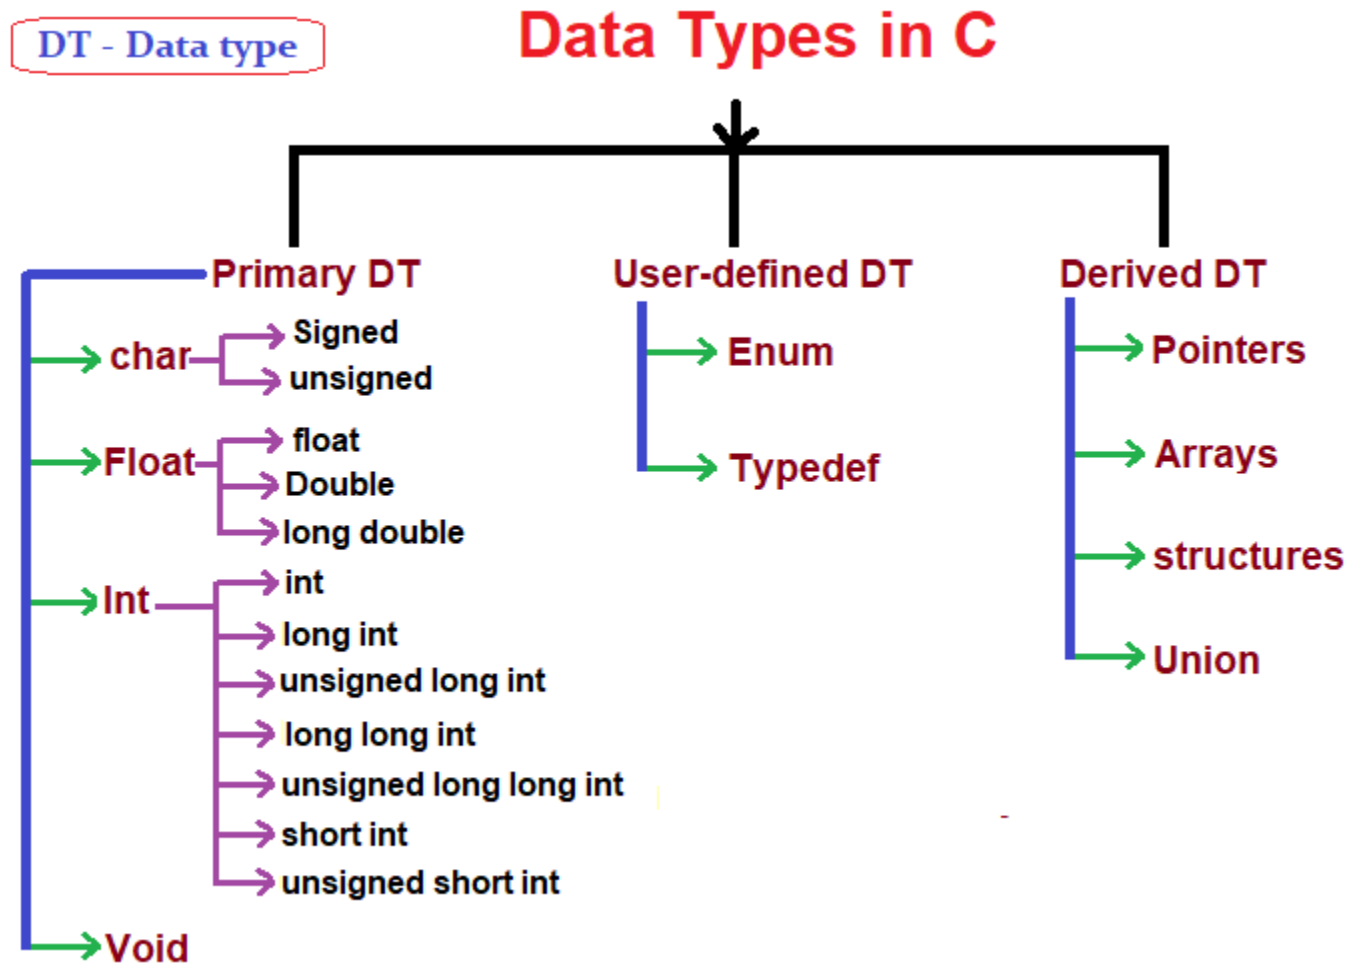 DT - Data type
Data Types in C
Primary DT
char
Signed
unsigned
Float
float
Double
long double
Int
int
long int
unsigned long int
long long int
unsigned long long int
short int
unsigned short int
Void
User-defined DT
Enum
Typedef
Derived DT
Pointers
Arrays
structures
Union